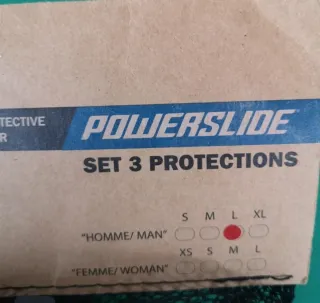 TECTIVE
R
POWERSLIDE
SET 3 PROTECTIONS
S M L XL
"HOMME/ MAN"
XS S M L
"FEMME/ WOMAN"